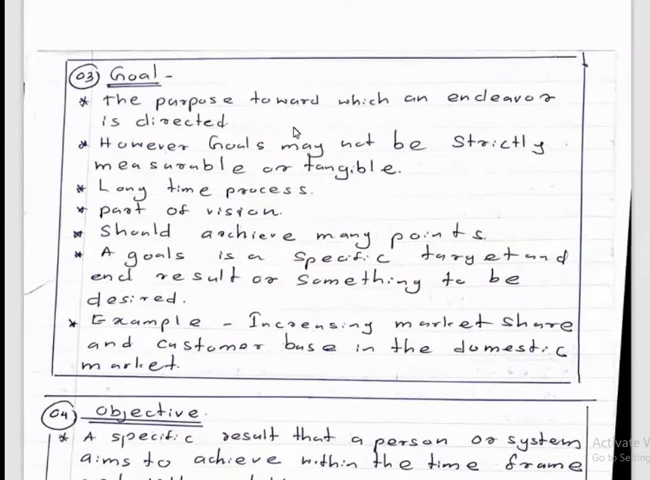 03 Goal -
* The purpose toward which an endeavor
is directed
* However Goals may not be strictly
measurable or tangible.
* Long time process.
* part of vision.
* Should achieve many points.
* A goals is a specific target and
end result or something to be
desired.
* Example - Increasing market share
and customer base in the domestic
market.
04 Objective.
* A specific result that a person or system
aims to achieve within the time frame
Activate W
Go to Setting